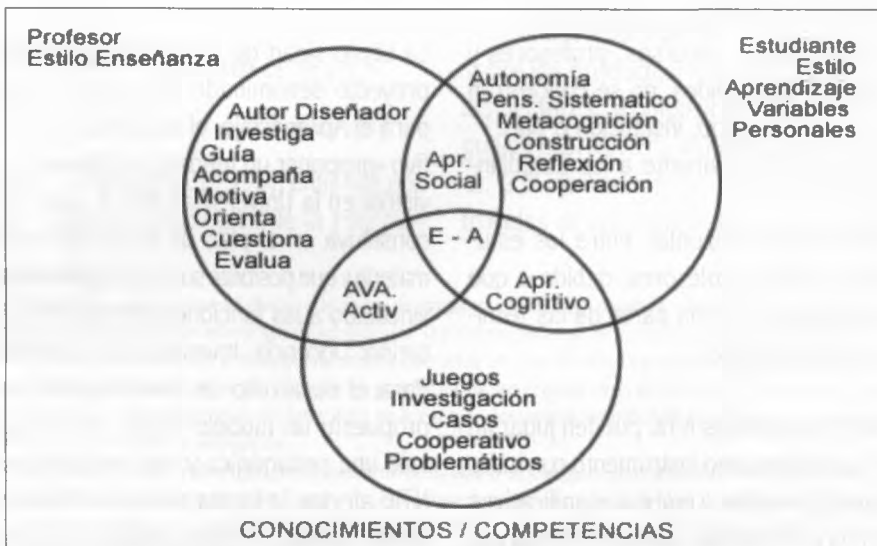 Profesor
Estilo Enseñanza
Estudiante
Estilo
Aprendizaje
Variables
Personales
Autor Diseñador
Investiga
Guía
Acompaña
Motiva
Orienta
Cuestiona
Evalua
Autonomía
Pens. Sistematico
Metacognición
Construcción
Reflexión
Cooperación
Apr.
Social
E - A
AVA.
Activ
Apr.
Cognitivo
Juegos
Investigación
Casos
Cooperativo
Problemáticos
CONOCIMIENTOS / COMPETENCIAS